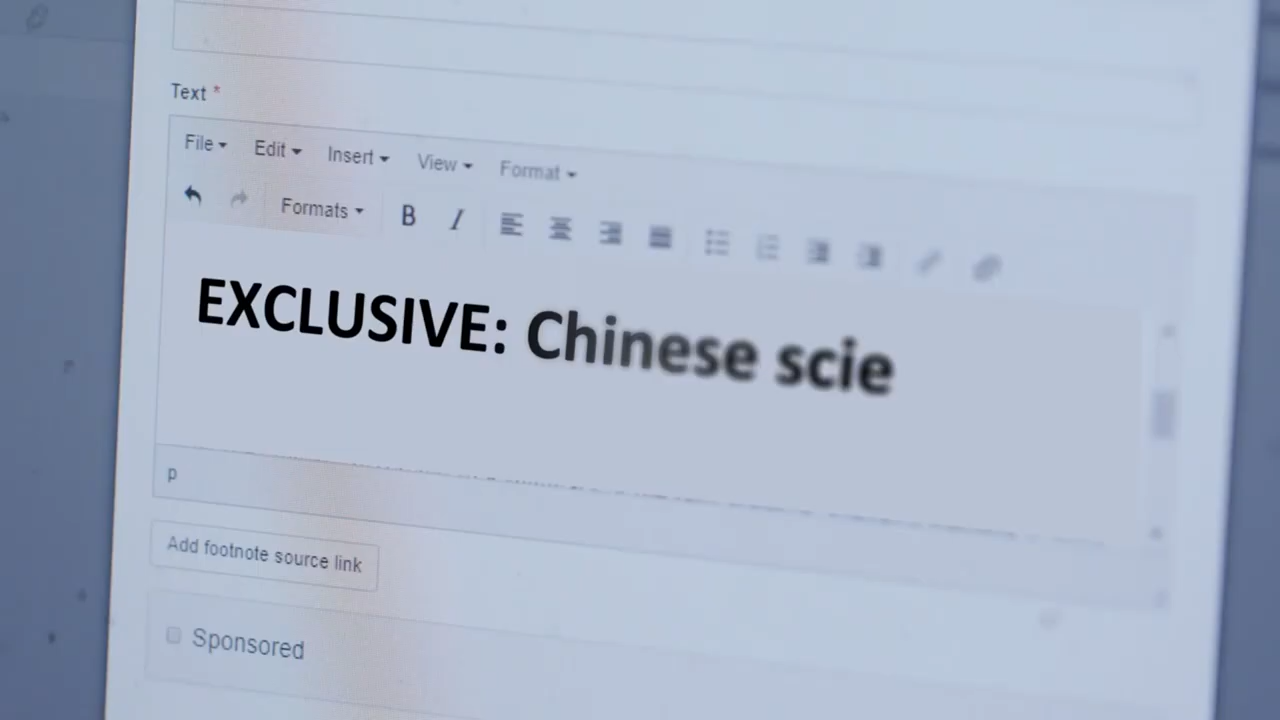 Text *
File Edit Insert View Format
Formats B I
EXCLUSIVE: Chinese scie
p
Add footnote source link
Sponsored